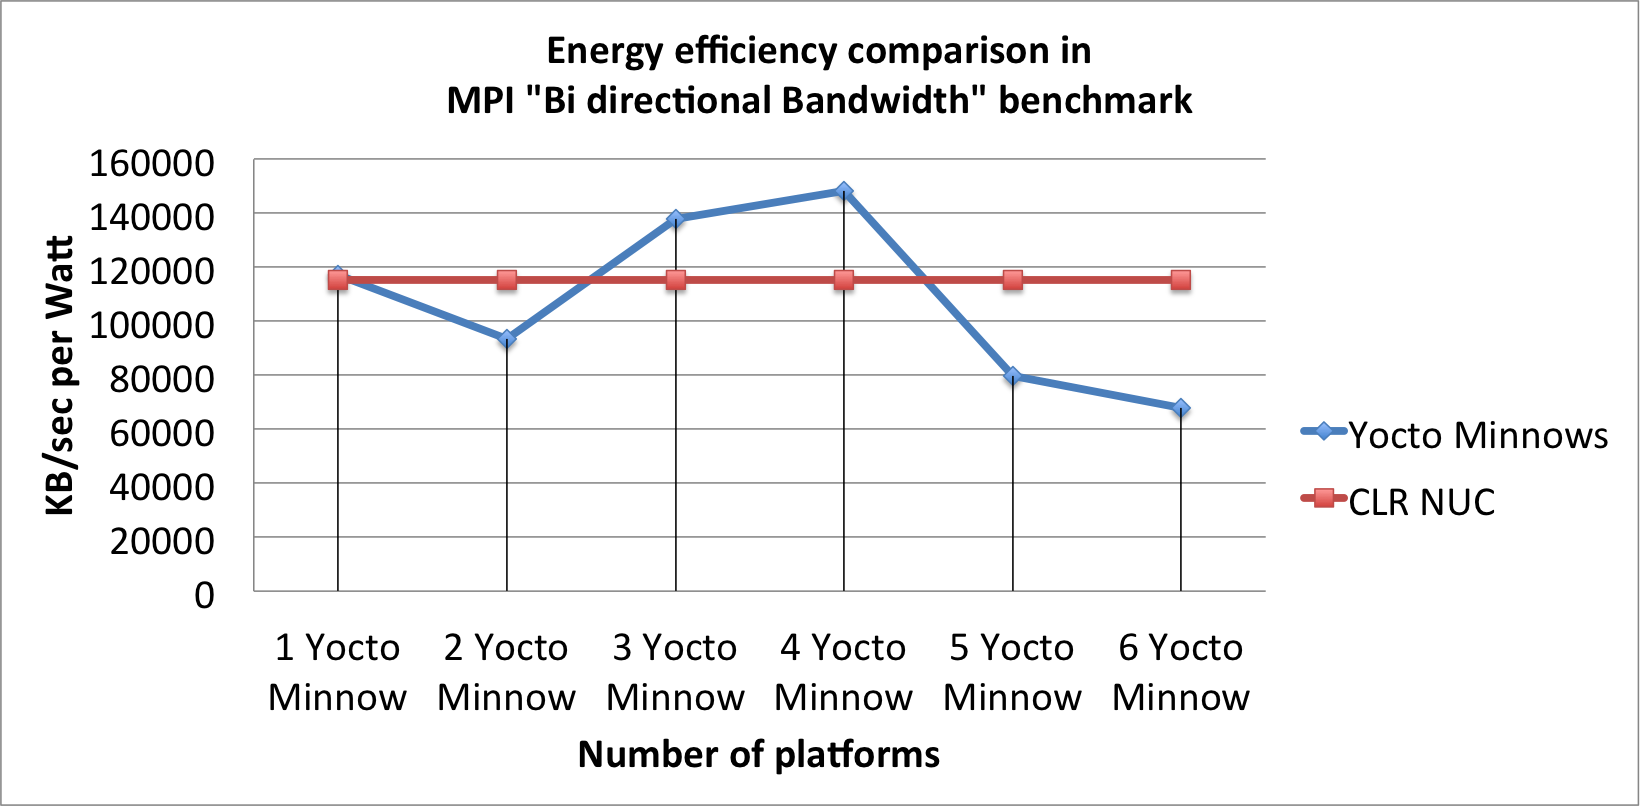 Energy efficiency comparison in
MPI "Bi directional Bandwidth" benchmark
KB/sec per Watt
160000
140000
120000
100000
80000
60000
40000
20000
0
1 Yocto
Minnow
2 Yocto
Minnow
3 Yocto
Minnow
4 Yocto
Minnow
5 Yocto
Minnow
6 Yocto
Minnow
Number of platforms
Yocto Minnows
CLR NUC